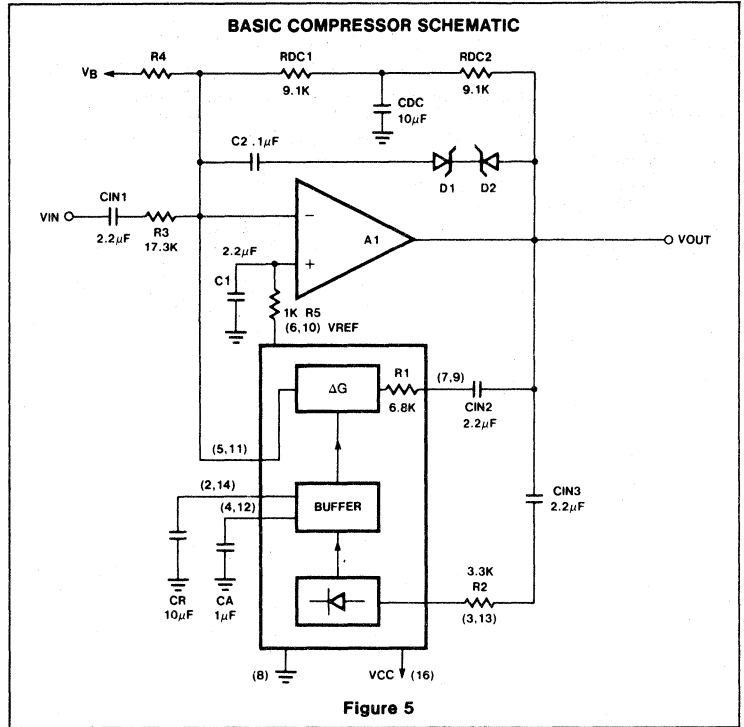 BASIC COMPRESSOR SCHEMATIC
R4
RDC1
RDC2
VB
9.1K
9.1K
CDC
10μF
C2 .1μF
D1 D2
CIN1
VIN
R3
2.2μF
17.3K
2.2μF
−
+
A1
VOUT
C1
1K R5
(6,10) VREF
ΔG
R1
6.8K
(7,9)
CIN2
2.2μF
(5,11)
(2,14)
(4,12)
BUFFER
CIN3
2.2μF
3.3K
R2
(3,13)
CR
10μF
CA
1μF
(8)
VCC
(16)
Figure 5